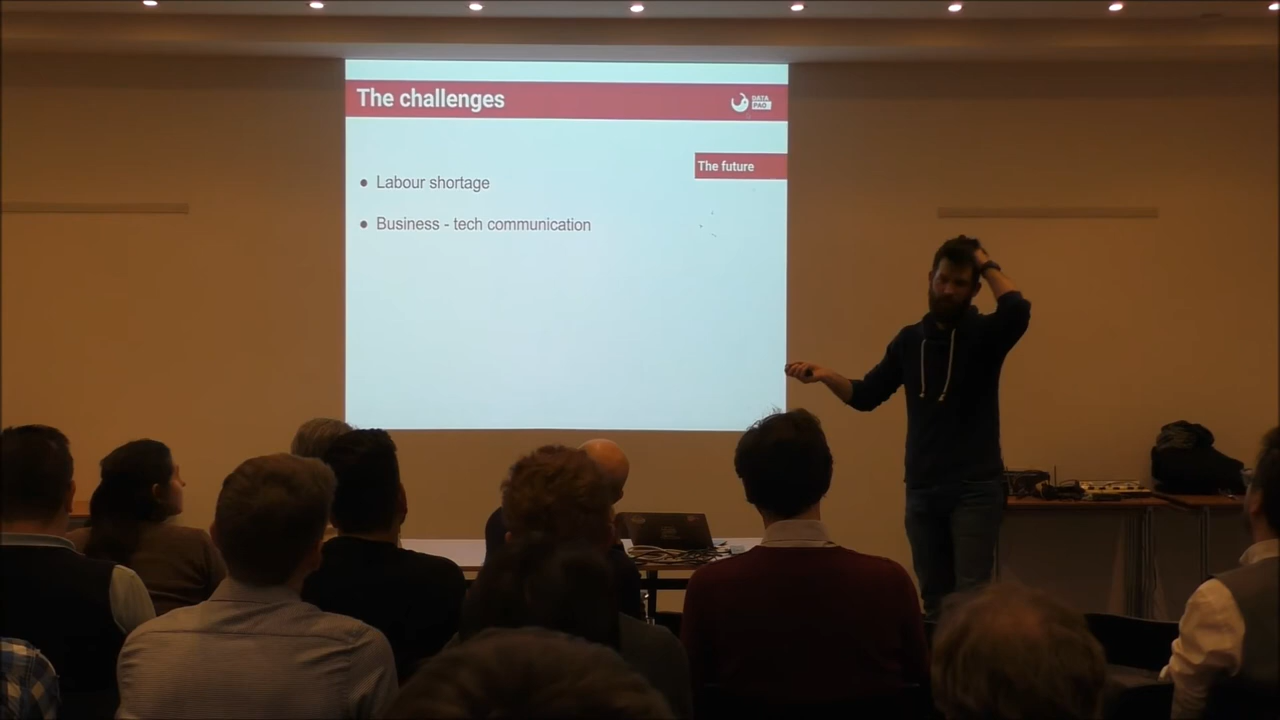 The challenges
DATA
PAO
The future
● Labour shortage
● Business - tech communication